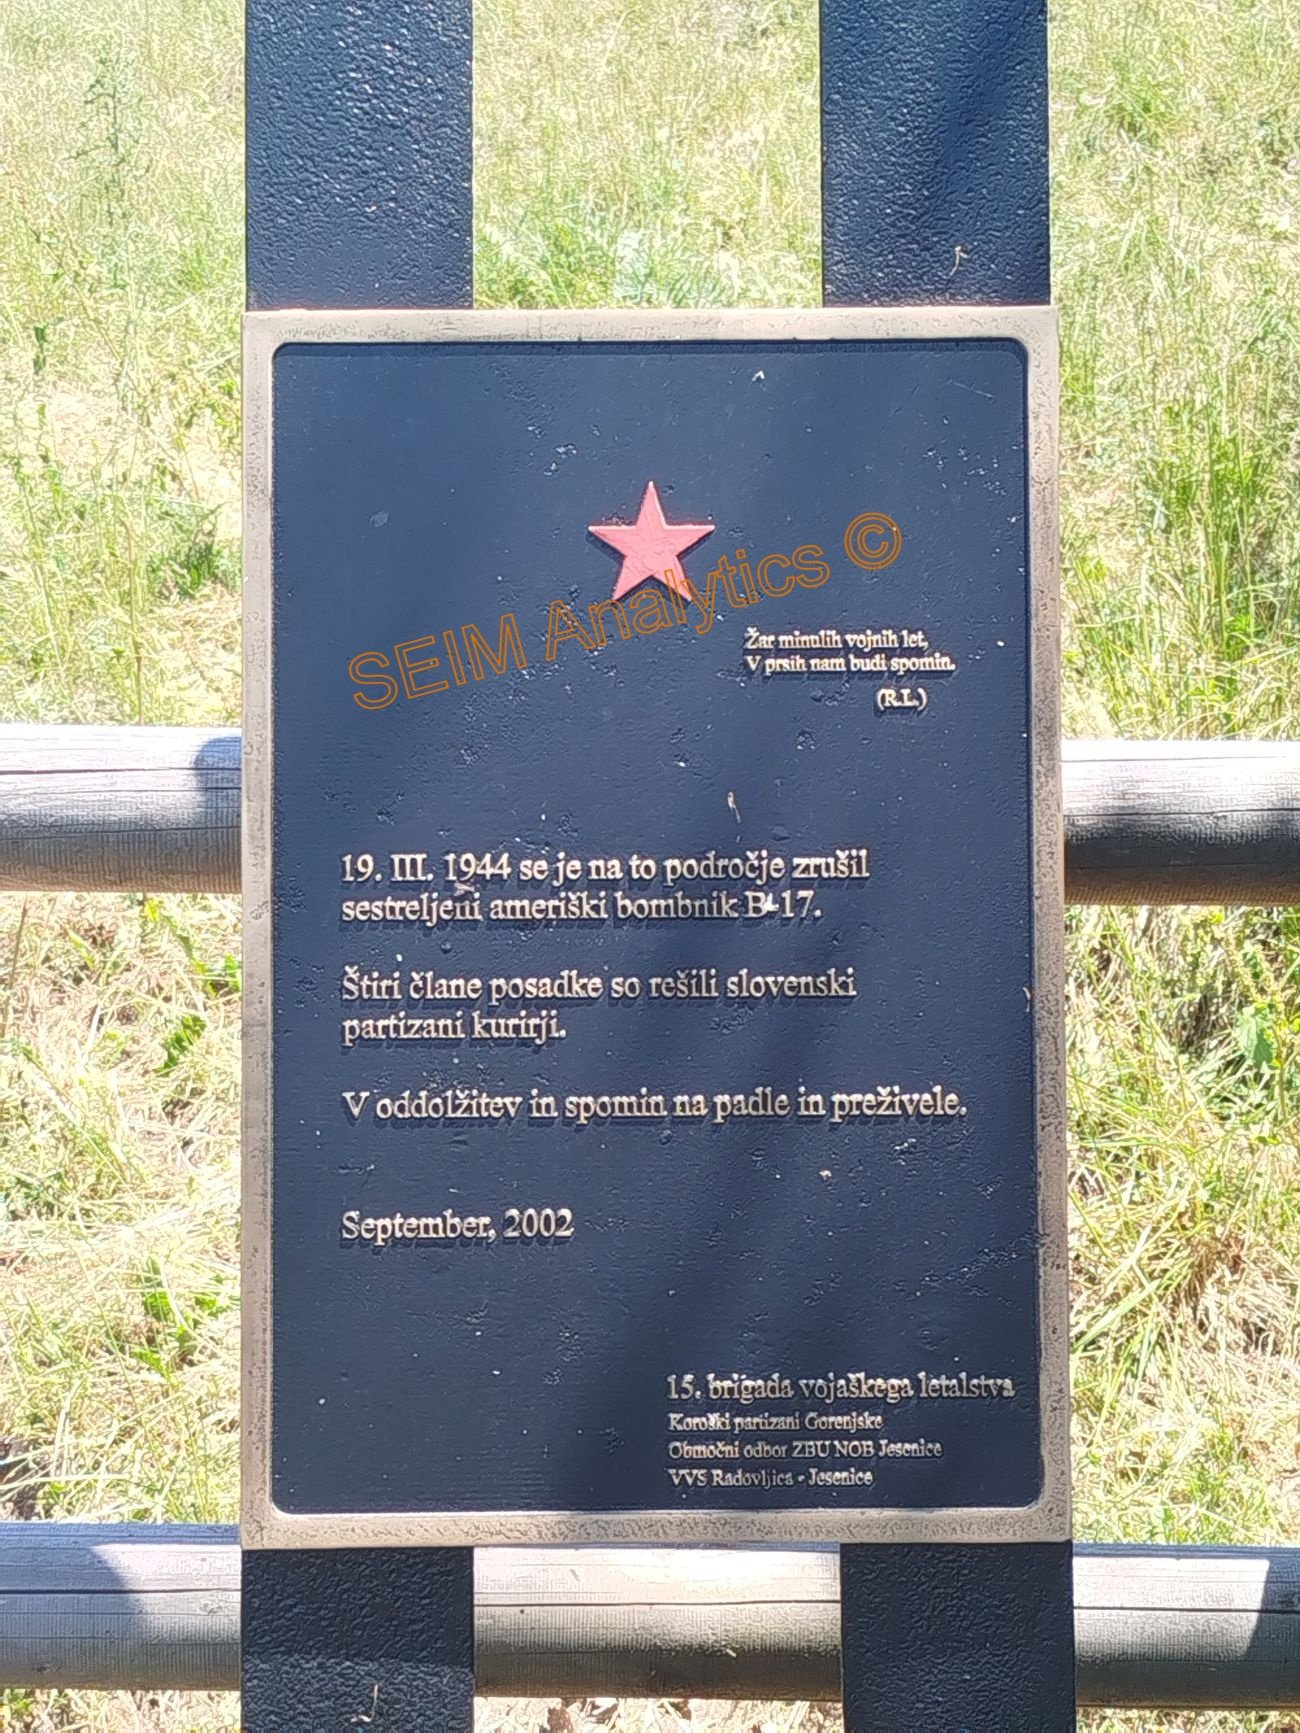 SEIM Analytics ©
Žar minulih vojnih let,
V prsih nam budi spomin.
(R.L.)
19. III. 1944 se je na to področje zrušil
sestreljeni ameriški bombnik B-17.
Štiri člane posadke so rešili slovenski
partizani kurirji.
V oddolžitev in spomin na padle in preživele.
September, 2002
15. brigada vojaškega letalstva
Koroški partizani Gorenjske
Območni odbor ZBU NOB Jesenice
VVS Radovljica - Jesenice